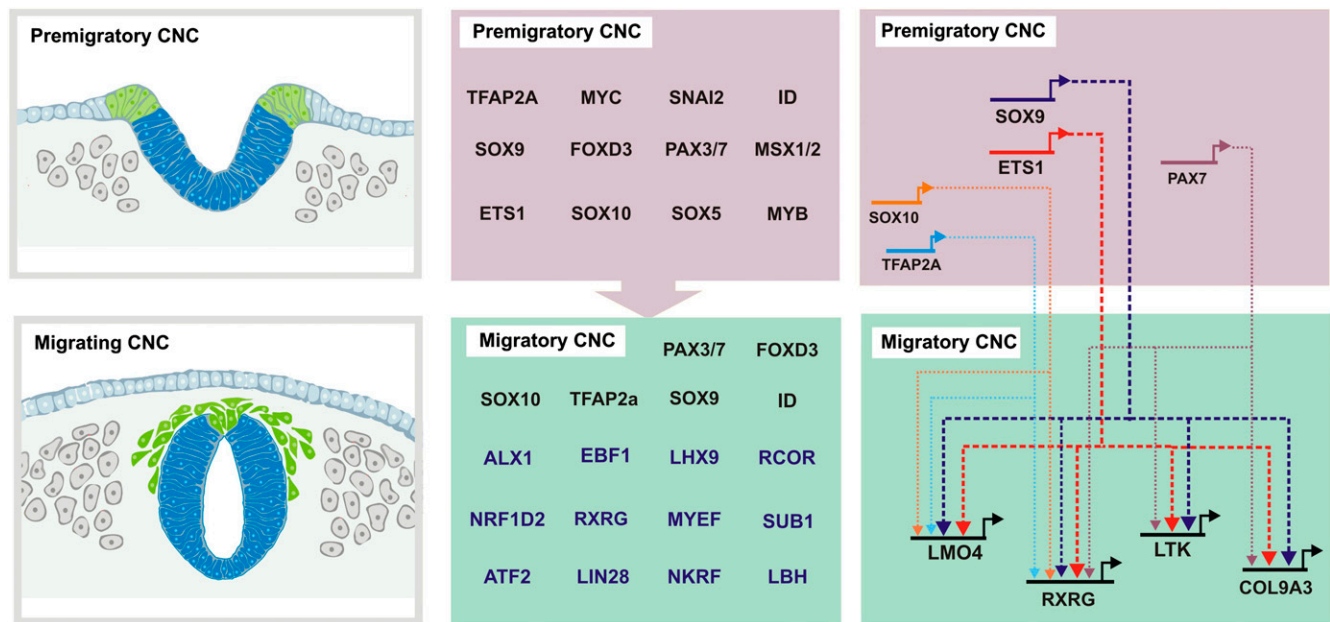 Premigratory CNC
Migrating CNC
Premigratory CNC
TFAP2A MYC SNAI2 ID
SOX9 FOXD3 PAX3/7 MSX1/2
ETS1 SOX10 SOX5 MYB
Migratory CNC
PAX3/7 FOXD3
SOX10 TFAP2a SOX9 ID
ALX1 EBF1 LHX9 RCOR
NRF1D2 RXRG MYEF SUB1
ATF2 LIN28 NKRF LBH
Premigratory CNC
SOX9
ETS1
PAX7
SOX10
TFAP2A
Migratory CNC
LMO4
LTK
RXRG
COL9A3